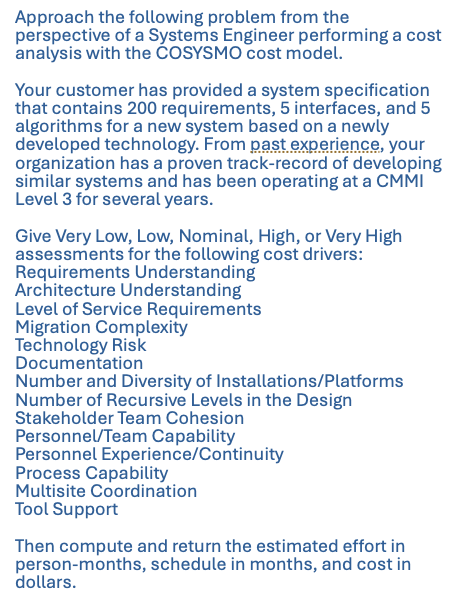 Approach the following problem from the
perspective of a Systems Engineer performing a cost
analysis with the COSYSMO cost model.
Your customer has provided a system specification
that contains 200 requirements, 5 interfaces, and 5
algorithms for a new system based on a newly
developed technology. From past experience, your
organization has a proven track-record of developing
similar systems and has been operating at a CMMI
Level 3 for several years.
Give Very Low, Low, Nominal, High, or Very High
assessments for the following cost drivers:
Requirements Understanding
Architecture Understanding
Level of Service Requirements
Migration Complexity
Technology Risk
Documentation
Number and Diversity of Installations/Platforms
Number of Recursive Levels in the Design
Stakeholder Team Cohesion
Personnel/Team Capability
Personnel Experience/Continuity
Process Capability
Multisite Coordination
Tool Support
Then compute and return the estimated effort in
person-months, schedule in months, and cost in
dollars.